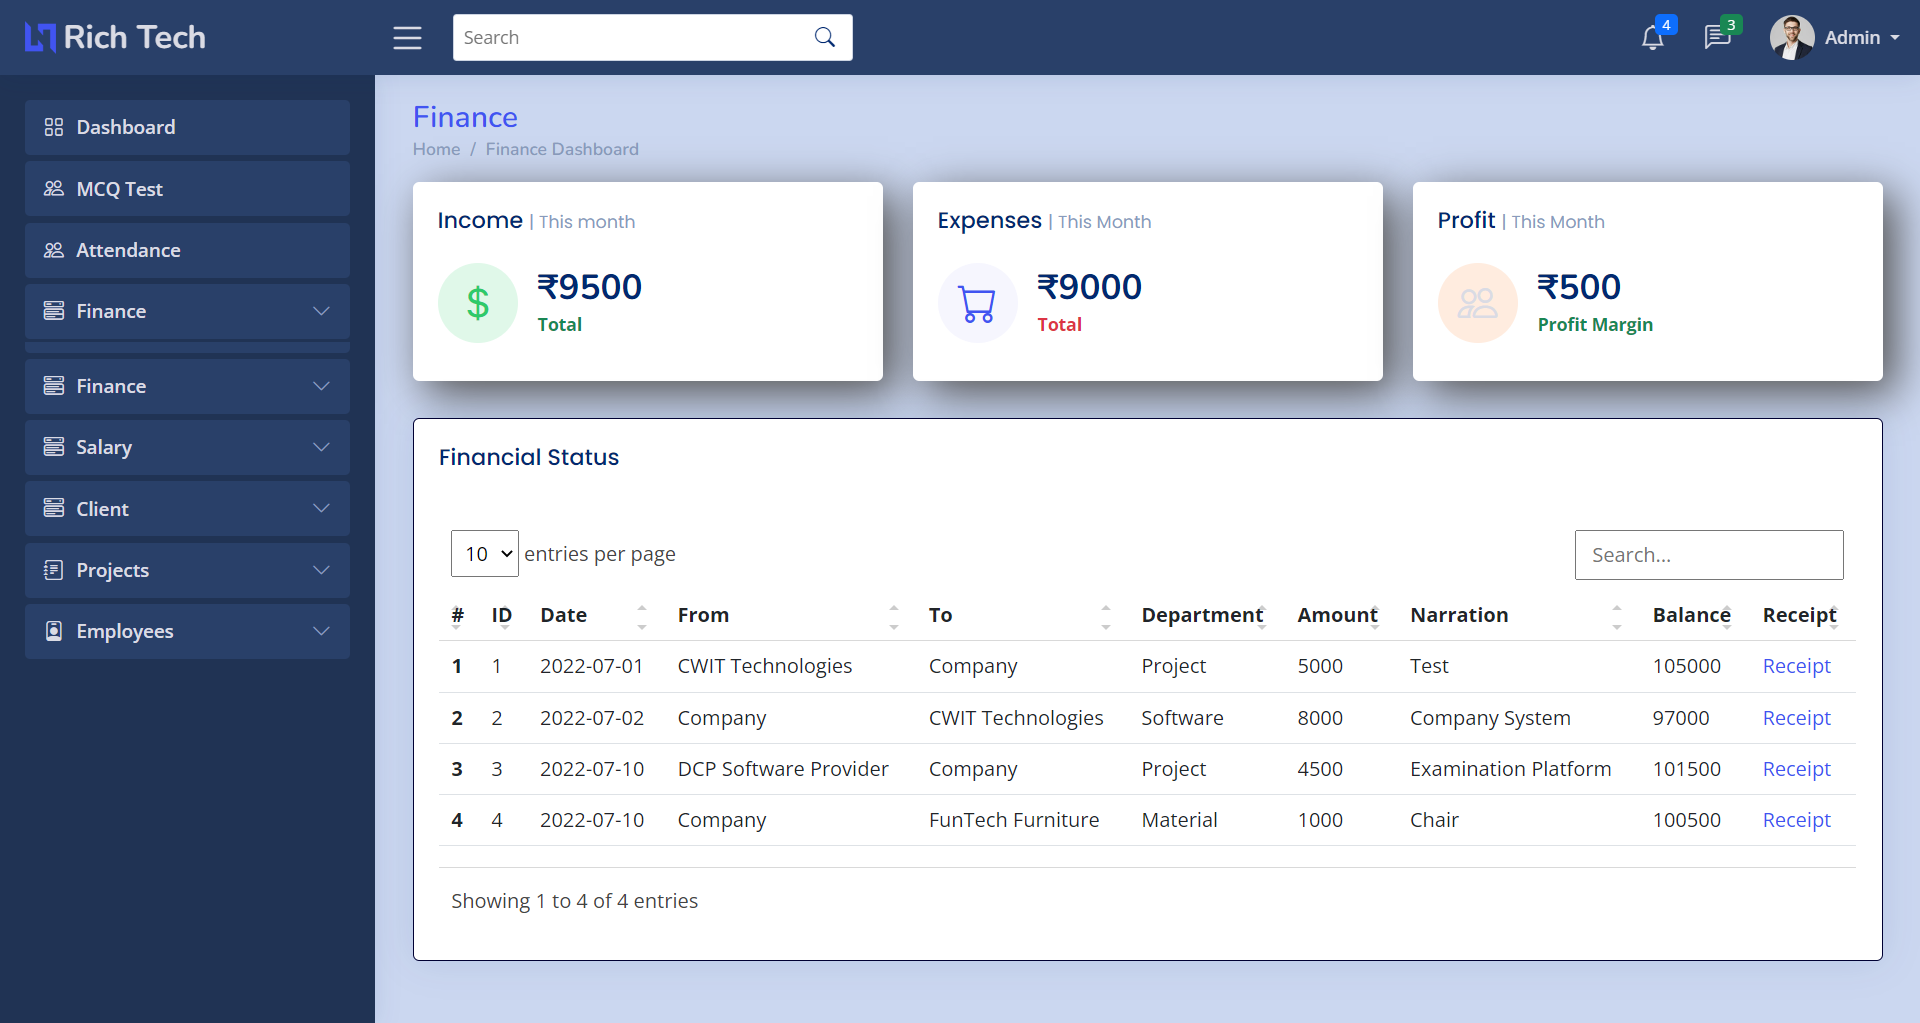 Rich Tech
Search
4
3
Admin
Dashboard
MCQ Test
Attendance
Finance
Finance
Salary
Client
Projects
Employees
Finance
Home / Finance Dashboard
Income | This month
₹9500
Total
Expenses | This Month
₹9000
Total
Profit | This Month
₹500
Profit Margin
Financial Status
10 entries per page
Search...
# ID Date From To Department Amount Narration Balance Receipt
1 1 2022-07-01 CWIT Technologies Company Project 5000 Test 105000 Receipt
2 2 2022-07-02 Company CWIT Technologies Software 8000 Company System 97000 Receipt
3 3 2022-07-10 DCP Software Provider Company Project 4500 Examination Platform 101500 Receipt
4 4 2022-07-10 Company FunTech Furniture Material 1000 Chair 100500 Receipt
Showing 1 to 4 of 4 entries